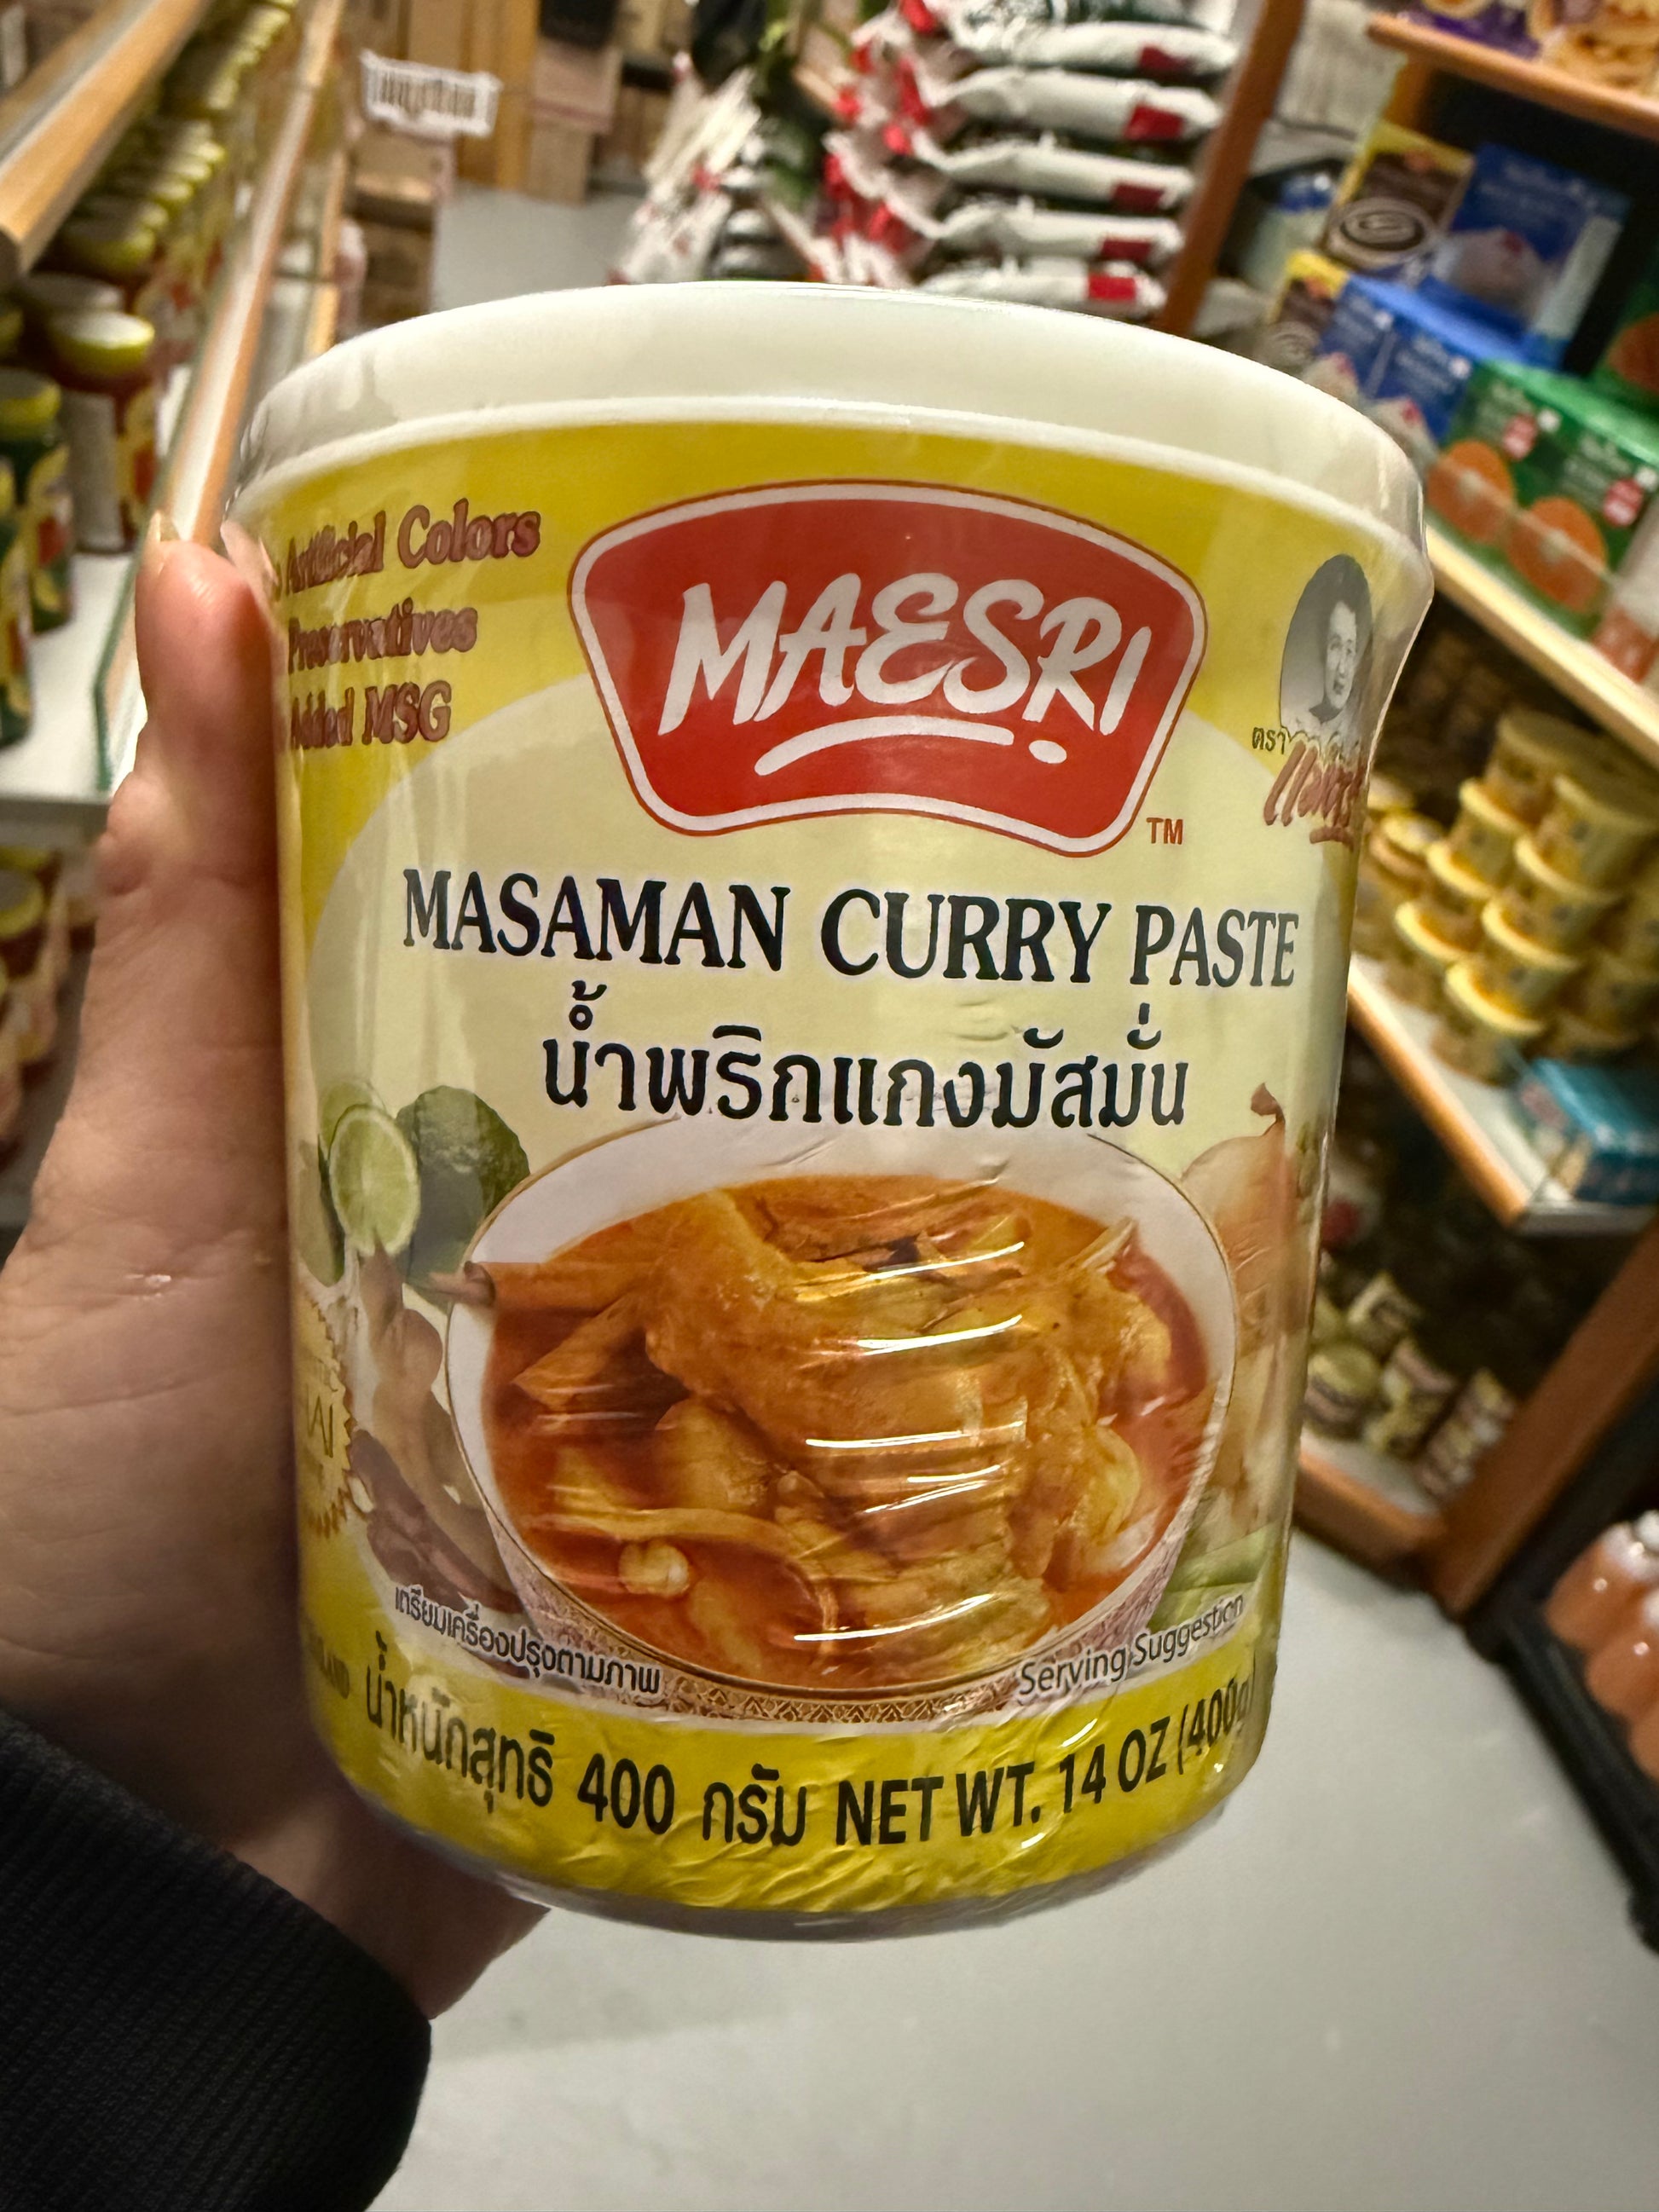 Artificial Colors
Preservatives
Added MSG
MAESRI
TM
ตรา
MASAMAN CURRY PASTE
น้ำพริกแกงมัสมั่น
เตรียมเครื่องปรุงตามภาพ
Serving Suggestion
น้ำหนักสุทธิ 400 กรัม NET WT. 14 OZ (400g)